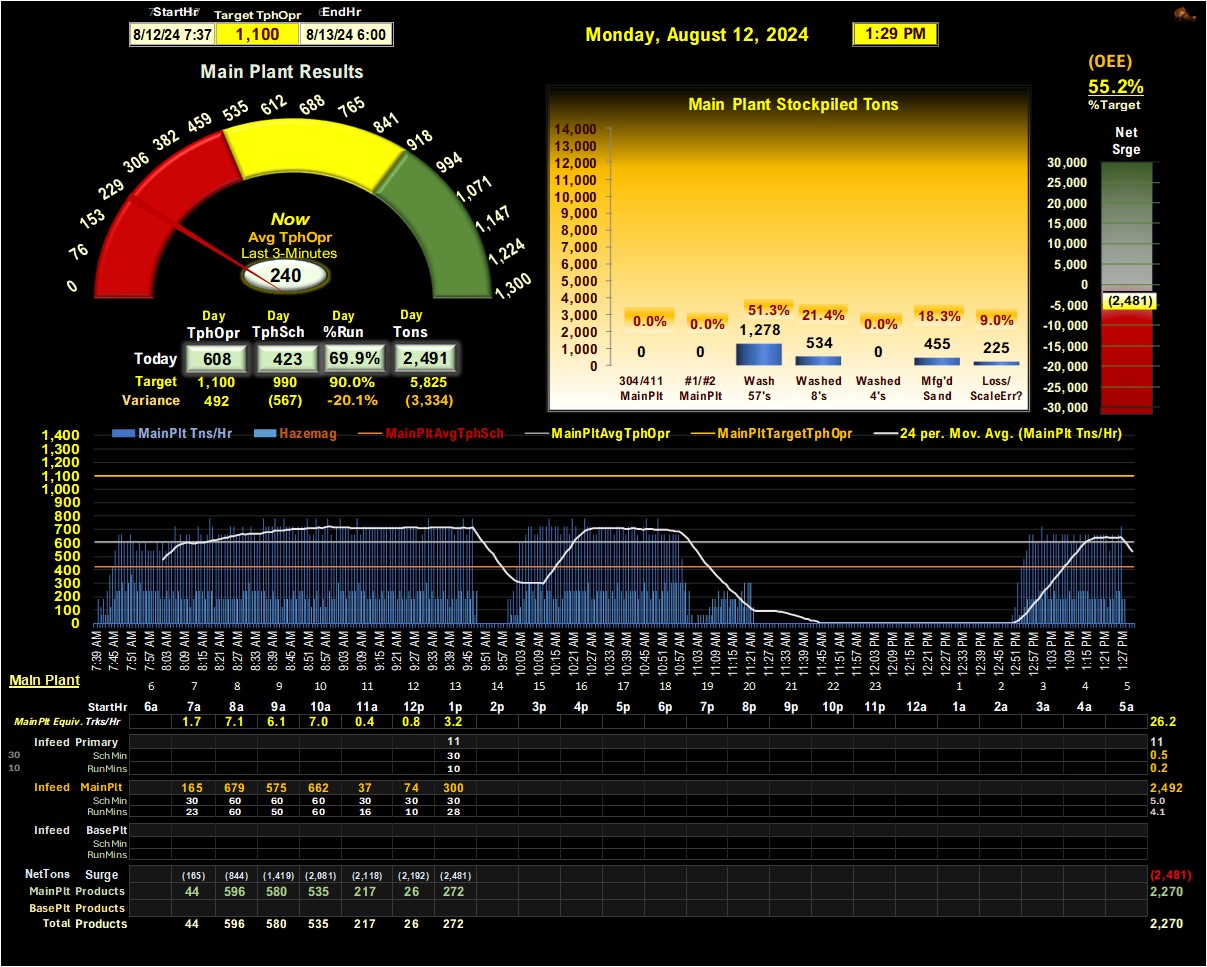 StartHr Target TphOpr EndHr
8/12/24 7:37 1,100 8/13/24 6:00
Monday, August 12, 2024 1:29 PM
(OEE)
55.2%
%Target
Main Plant Results
0 76 153 229 306 382 459 535 612 688 765 841 918 994 1,071 1,147 1,224 1,300
Now
Avg TphOpr
Last 3-Minutes
240
Day Day Day Day
TphOpr TphSch %Run Tons
Today 608 423 69.9% 2,491
Target 1,100 990 90.0% 5,825
Variance 492 (567) -20.1% (3,334)
Main Plant Stockpiled Tons
14,000
13,000
12,000
11,000
10,000
9,000
8,000
7,000
6,000
5,000
4,000
3,000
2,000
1,000
0
0.0% 0.0% 51.3% 21.4% 0.0% 18.3% 9.0%
0 0 1,278 534 0 455 225
304/411 #1/#2 Wash Washed Washed Mfg'd Loss/
MainPlt MainPlt 57's 8's 4's Sand ScaleErr?
Net
Srge
30,000
25,000
20,000
15,000
10,000
5,000
0
-5,000
-10,000
-15,000
-20,000
-25,000
-30,000
(2,481)
MainPlt Tns/Hr Hazemag MainPltAvgTphSch MainPltAvgTphOpr MainPltTargetTphOpr 24 per. Mov. Avg. (MainPlt Tns/Hr)
1,400
1,300
1,200
1,100
1,000
900
800
700
600
500
400
300
200
100
0
7:39 AM 7:45 AM 7:51 AM 7:57 AM 8:03 AM 8:09 AM 8:15 AM 8:21 AM 8:27 AM 8:33 AM 8:39 AM 8:45 AM 8:51 AM 8:57 AM 9:03 AM 9:09 AM 9:15 AM 9:21 AM 9:27 AM 9:33 AM 9:39 AM 9:45 AM 9:51 AM 9:57 AM 10:03 AM 10:09 AM 10:15 AM 10:21 AM 10:27 AM 10:33 AM 10:39 AM 10:45 AM 10:51 AM 10:57 AM 11:03 AM 11:09 AM 11:15 AM 11:21 AM 11:27 AM 11:33 AM 11:39 AM 11:45 AM 11:51 AM 11:57 AM 12:03 PM 12:09 PM 12:15 PM 12:21 PM 12:27 PM 12:33 PM 12:39 PM 12:45 PM 12:51 PM 12:57 PM 1:03 PM 1:09 PM 1:15 PM 1:21 PM 1:27 PM
Main Plant
6 7 8 9 10 11 12 13 14 15 16 17 18 19 20 21 22 23 1 2 3 4 5
StartHr 6a 7a 8a 9a 10a 11a 12p 1p 2p 3p 4p 5p 6p 7p 8p 9p 10p 11p 12a 1a 2a 3a 4a 5a
MainPlt Equiv. Trks/Hr 1.7 7.1 6.1 7.0 0.4 0.8 3.2 26.2
Infeed Primary 11 11
30 SchMin 30 0.5
10 RunMins 10 0.2
Infeed MainPlt 165 679 575 662 37 74 300 2,492
SchMin 30 60 60 60 30 30 30 5.0
RunMins 23 60 50 60 16 10 28 4.1
Infeed BasePlt
SchMin
RunMins
NetTons Surge (165) (844) (1,419) (2,081) (2,118) (2,192) (2,481) (2,481)
MainPlt Products 44 596 580 535 217 26 272 2,270
BasePlt Products
Total Products 44 596 580 535 217 26 272 2,270